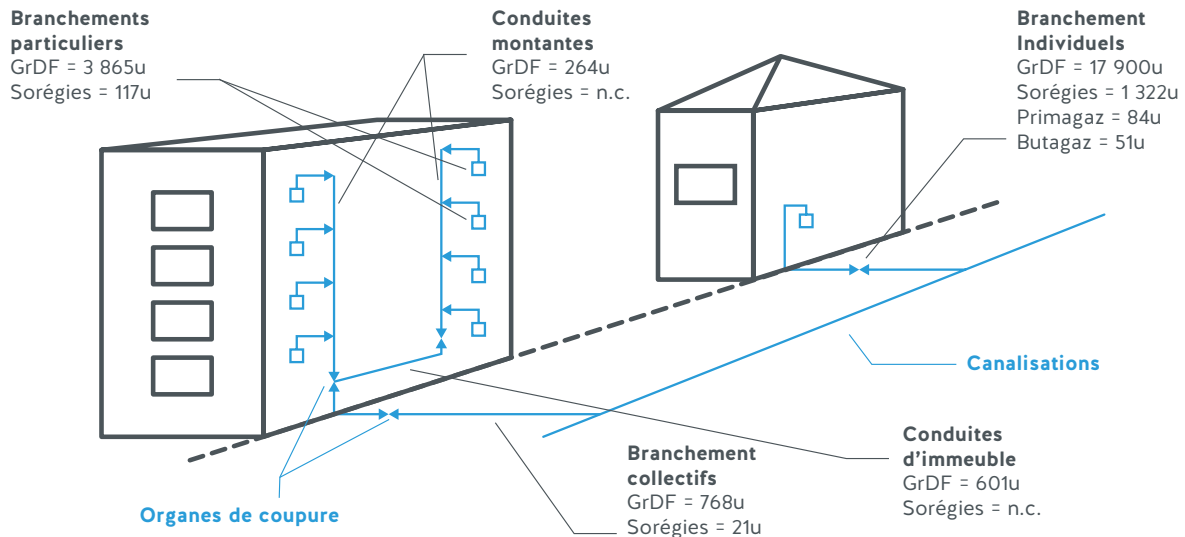 Branchements
particuliers
GrDF = 3 865u
Sorégies = 117u
Conduites
montantes
GrDF = 264u
Sorégies = n.c.
Branchement
Individuels
GrDF = 17 900u
Sorégies = 1 322u
Primagaz = 84u
Butagaz = 51u
Canalisations
Organes de coupure
Branchement
collectifs
GrDF = 768u
Sorégies = 21u
Conduites
d'immeuble
GrDF = 601u
Sorégies = n.c.